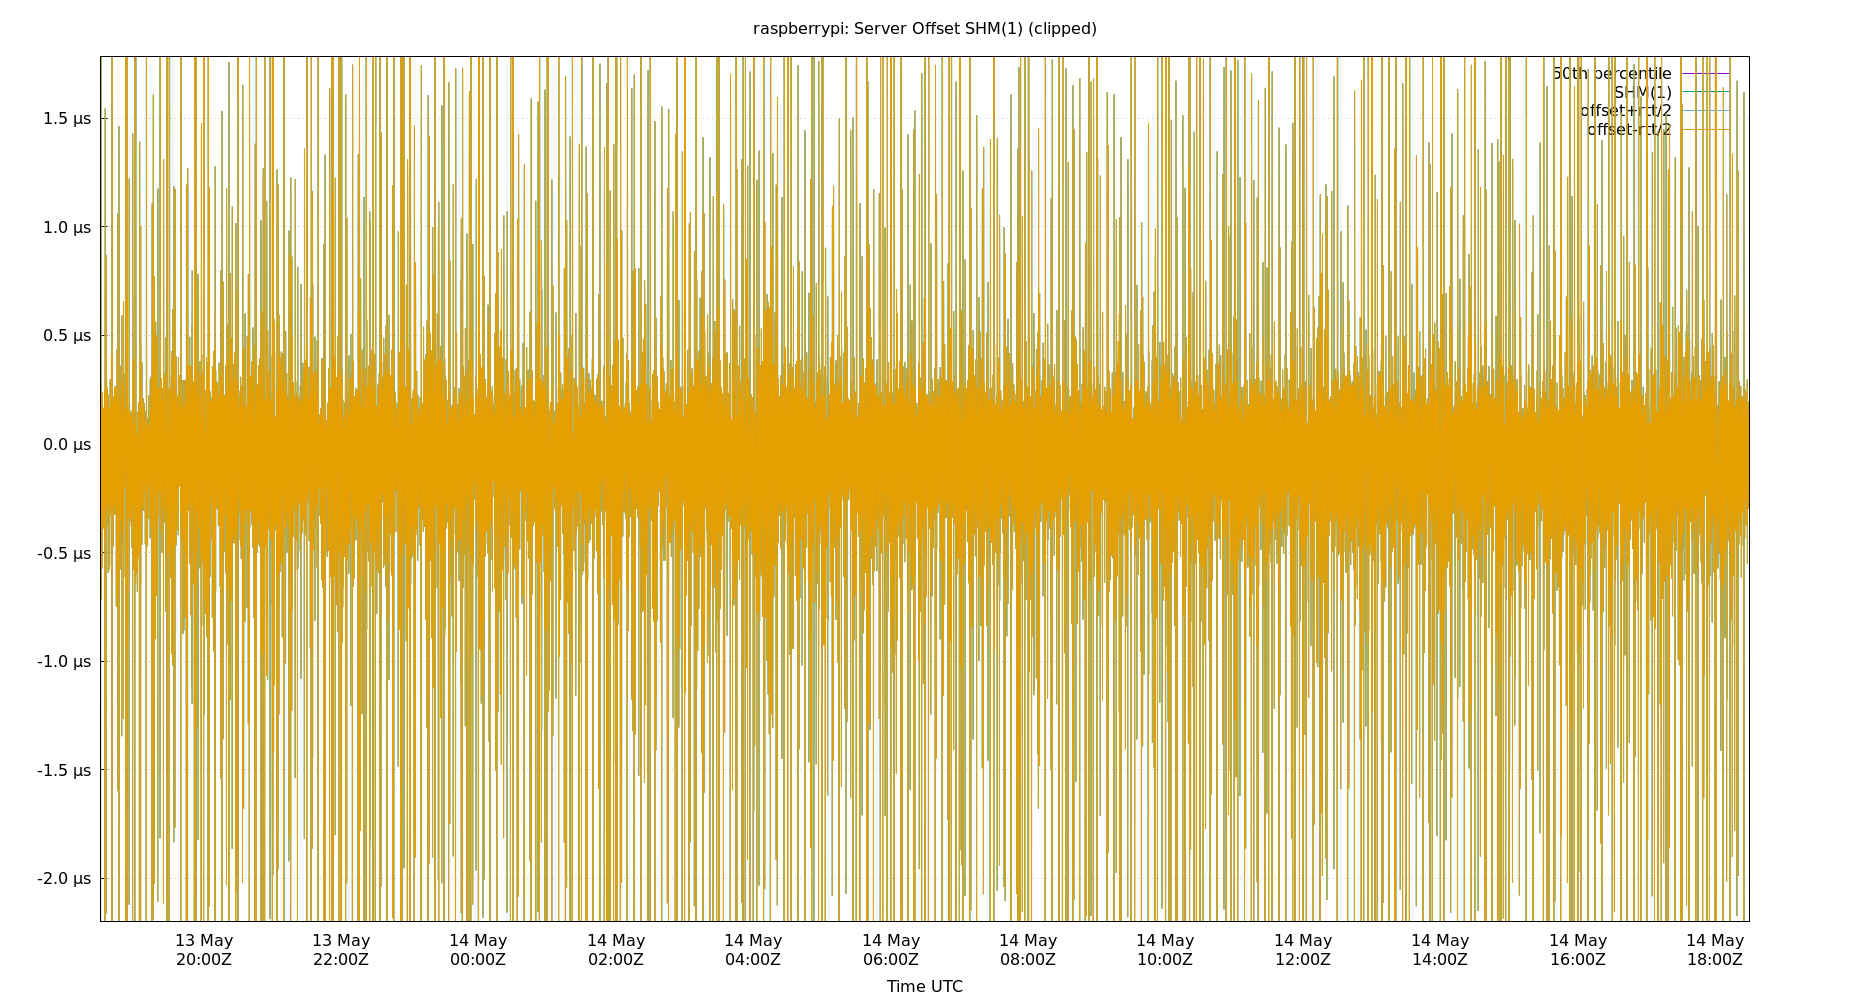 raspberrypi: Server Offset SHM(1) (clipped)
50th percentile
SHM(1)
offset+rtt/2
offset-rtt/2
1.5 µs
1.0 µs
0.5 µs
0.0 µs
-0.5 µs
-1.0 µs
-1.5 µs
-2.0 µs
13 May 13 May 14 May 14 May 14 May 14 May 14 May 14 May 14 May 14 May 14 May 14 May
20:00Z 22:00Z 00:00Z 02:00Z 04:00Z 06:00Z 08:00Z 10:00Z 12:00Z 14:00Z 16:00Z 18:00Z
Time UTC